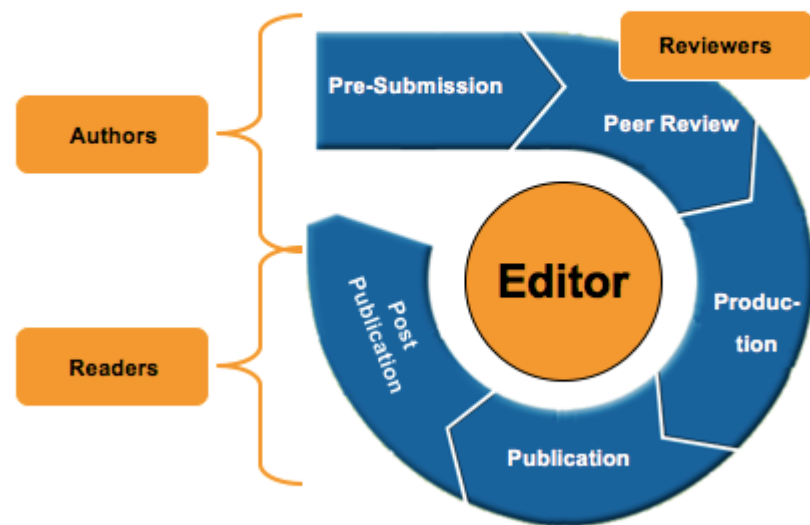 Reviewers
Pre-Submission
Peer Review
Authors
Editor
Produc-
tion
Post
Publication
Readers
Publication